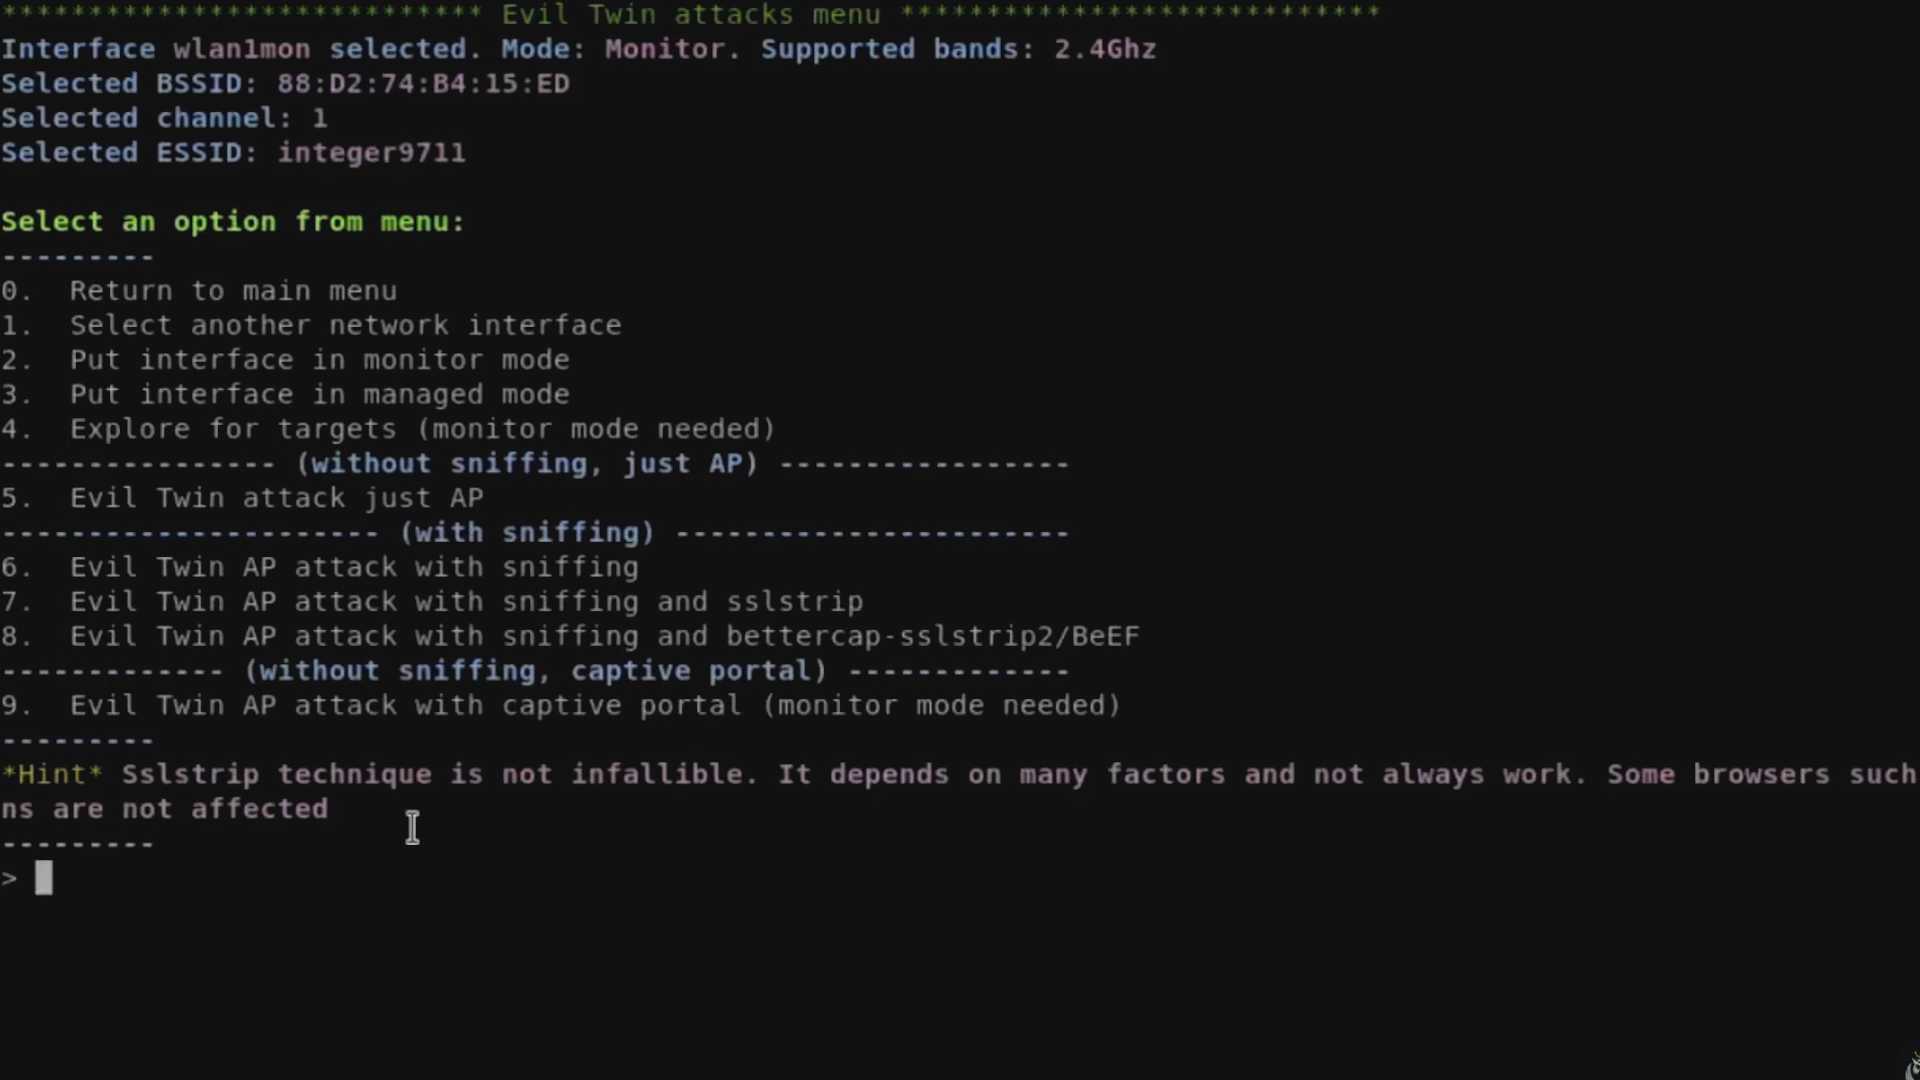 **************************** Evil Twin attacks menu ****************************
Interface wlan1mon selected. Mode: Monitor. Supported bands: 2.4Ghz
Selected BSSID: 88:D2:74:B4:15:ED
Selected channel: 1
Selected ESSID: integer9711
Select an option from menu:
---------
0.  Return to main menu
1.  Select another network interface
2.  Put interface in monitor mode
3.  Put interface in managed mode
4.  Explore for targets (monitor mode needed)
---------------- (without sniffing, just AP) -----------------
5.  Evil Twin attack just AP
---------------------- (with sniffing) -----------------------
6.  Evil Twin AP attack with sniffing
7.  Evil Twin AP attack with sniffing and sslstrip
8.  Evil Twin AP attack with sniffing and bettercap-sslstrip2/BeEF
------------- (without sniffing, captive portal) -------------
9.  Evil Twin AP attack with captive portal (monitor mode needed)
---------
*Hint* Sslstrip technique is not infallible. It depends on many factors and not always work. Some browsers such
ns are not affected
---------
>